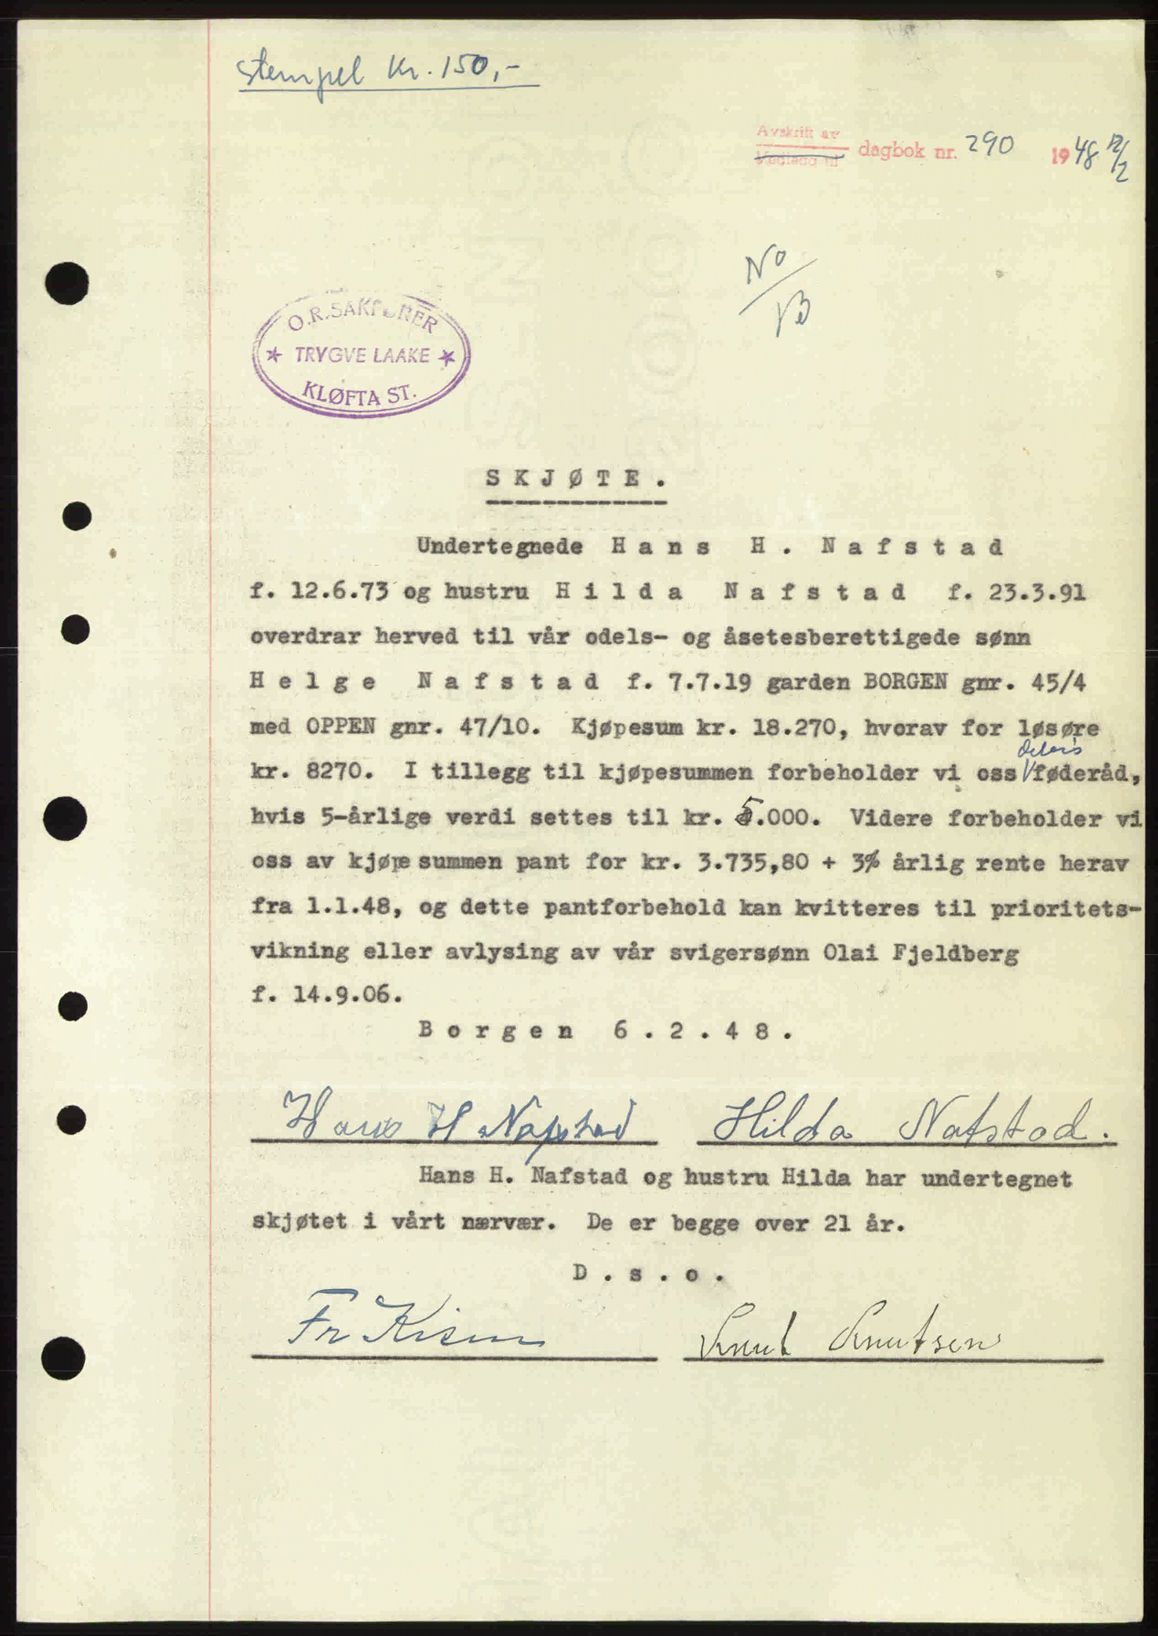 stempel kr. 150,-
Avskrift av
Vedlegg til
dagbok nr. 290 1948 12/2
No
B
O.R.SAKFØRER
* TRYGVE LAAKE *
KLØFTA ST.
SKJØTE.
Undertegnede Hans H. Nafstad
f. 12.6.73 og hustru Hilda Nafstad f. 23.3.91
overdrar herved til vår odels- og åsetesberettigede sønn
Helge Nafstad f. 7.7.19 garden BORGEN gnr. 45/4
med OPPEN gnr. 47/10. Kjøpesum kr. 18.270, hvorav for løsøre
delvis
kr. 8270. I tillegg til kjøpesummen forbeholder vi oss føderåd,
hvis 5-årlige verdi settes til kr. 5.000. Videre forbeholder vi
oss av kjøpesummen pant for kr. 3.735,80 + 3% årlig rente herav
fra 1.1.48, og dette pantforbehold kan kvitteres til prioritets-
vikning eller avlysing av vår svigersønn Olai Fjeldberg
f. 14.9.06.
Borgen 6.2.48.
Hans H Nafstad Hilda Nafstad.
Hans H. Nafstad og hustru Hilda har undertegnet
skjøtet i vårt nærvær. De er begge over 21 år.
D.s.o.
Fr Kisen Knut Knutsen